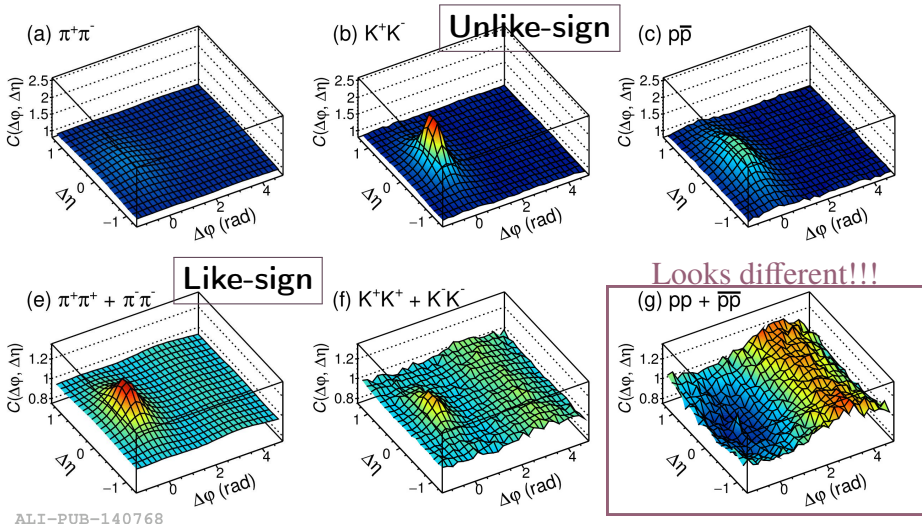 Unlike-sign
(a) π⁺π⁻
(b) K⁺K⁻
(c) pp̅
C(Δφ, Δη)
2.5
2
1.5
1
1
0
−1
Δη
0
2
4
Δφ (rad)
C(Δφ, Δη)
2.5
2
1.5
1
1
0
−1
Δη
0
2
4
Δφ (rad)
C(Δφ, Δη)
2.5
2
1.5
1
1
0
−1
Δη
0
2
4
Δφ (rad)
Like-sign
Looks different!!!
(e) π⁺π⁺ + π⁻π⁻
(f) K⁺K⁺ + K⁻K⁻
(g) pp + p̅p̅
C(Δφ, Δη)
1.2
1
0.8
1
0
−1
Δη
0
2
4
Δφ (rad)
C(Δφ, Δη)
1.2
1
0.8
1
0
−1
Δη
0
2
4
Δφ (rad)
C(Δφ, Δη)
1.2
1
0.8
1
0
−1
Δη
0
2
4
Δφ (rad)
ALI-PUB-140768